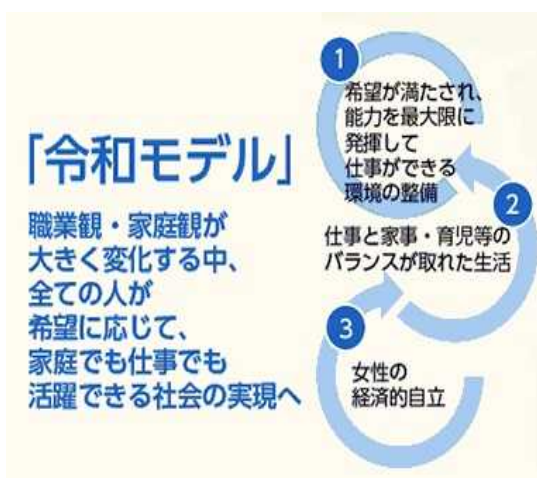 「令和モデル」
職業観・家庭観が
大きく変化する中、
全ての人が
希望に応じて、
家庭でも仕事でも
活躍できる社会の実現へ
1
希望が満たされ、
能力を最大限に
発揮して
仕事ができる
環境の整備
2
仕事と家事・育児等の
バランスが取れた生活
3
女性の
経済的自立